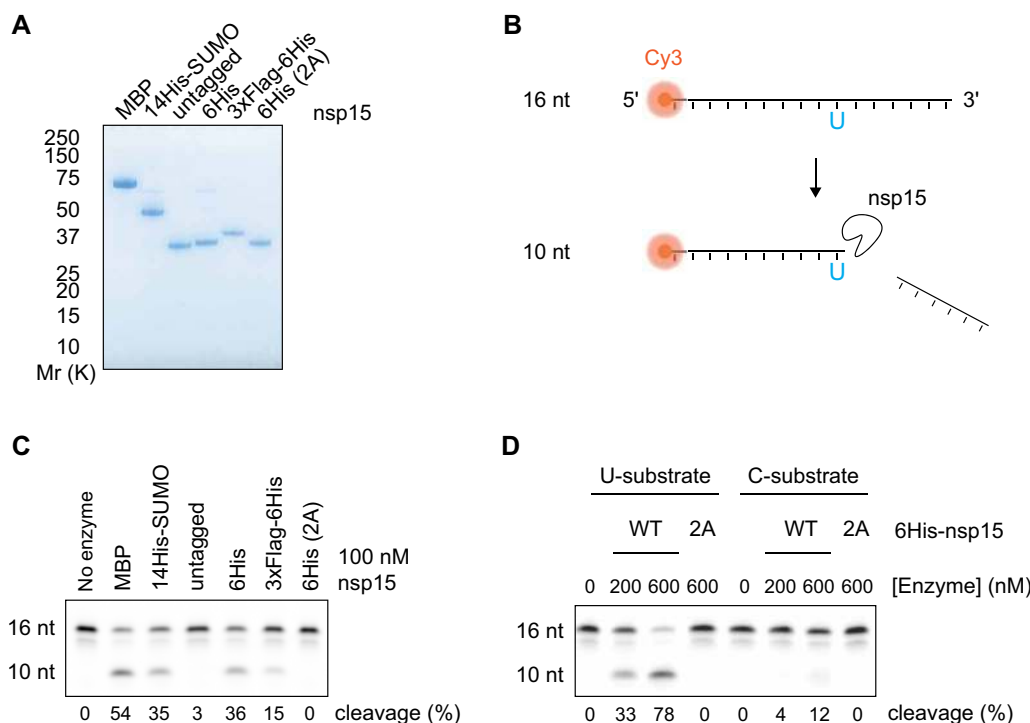 A
MBP
14His-SUMO
untagged
6His
3xFlag-6His
6His (2A)
nsp15
250
150
75
50
37
25
20
15
10
Mr (K)
B
Cy3
16 nt 5' 3'
U
nsp15
10 nt
U
C
No enzyme
MBP
14His-SUMO
untagged
6His
3xFlag-6His
6His (2A)
100 nM
nsp15
16 nt
10 nt
0 54 35 3 36 15 0 cleavage (%)
D
U-substrate C-substrate
WT 2A WT 2A 6His-nsp15
0 200 600 600 0 200 600 600 [Enzyme] (nM)
16 nt
10 nt
0 33 78 0 0 4 12 0 cleavage (%)